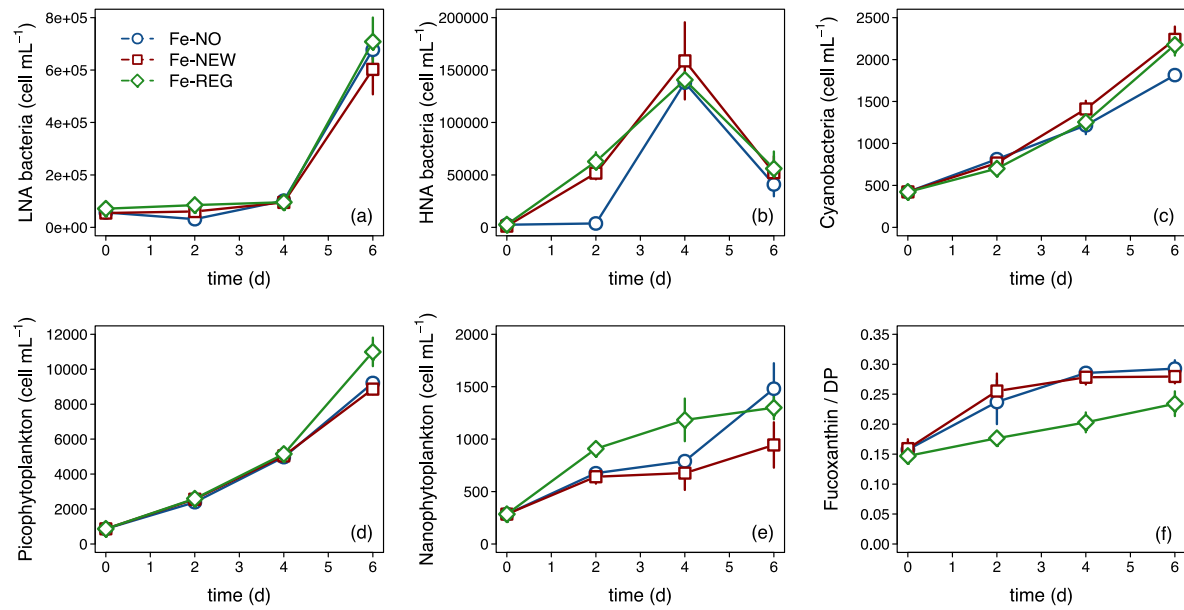 LNA bacteria (cell mL⁻¹)
8e+05
6e+05
4e+05
2e+05
0e+00
Fe-NO
Fe-NEW
Fe-REG
(a)
0 1 2 3 4 5 6
time (d)
HNA bacteria (cell mL⁻¹)
200000
150000
100000
50000
0
(b)
0 1 2 3 4 5 6
time (d)
Cyanobacteria (cell mL⁻¹)
2500
2000
1500
1000
500
0
(c)
0 1 2 3 4 5 6
time (d)
Picophytoplankton (cell mL⁻¹)
12000
10000
8000
6000
4000
2000
0
(d)
0 1 2 3 4 5 6
time (d)
Nanophytoplankton (cell mL⁻¹)
2000
1500
1000
500
0
(e)
0 1 2 3 4 5 6
time (d)
Fucoxanthin / DP
0.35
0.30
0.25
0.20
0.15
0.10
0.05
0.00
(f)
0 1 2 3 4 5 6
time (d)